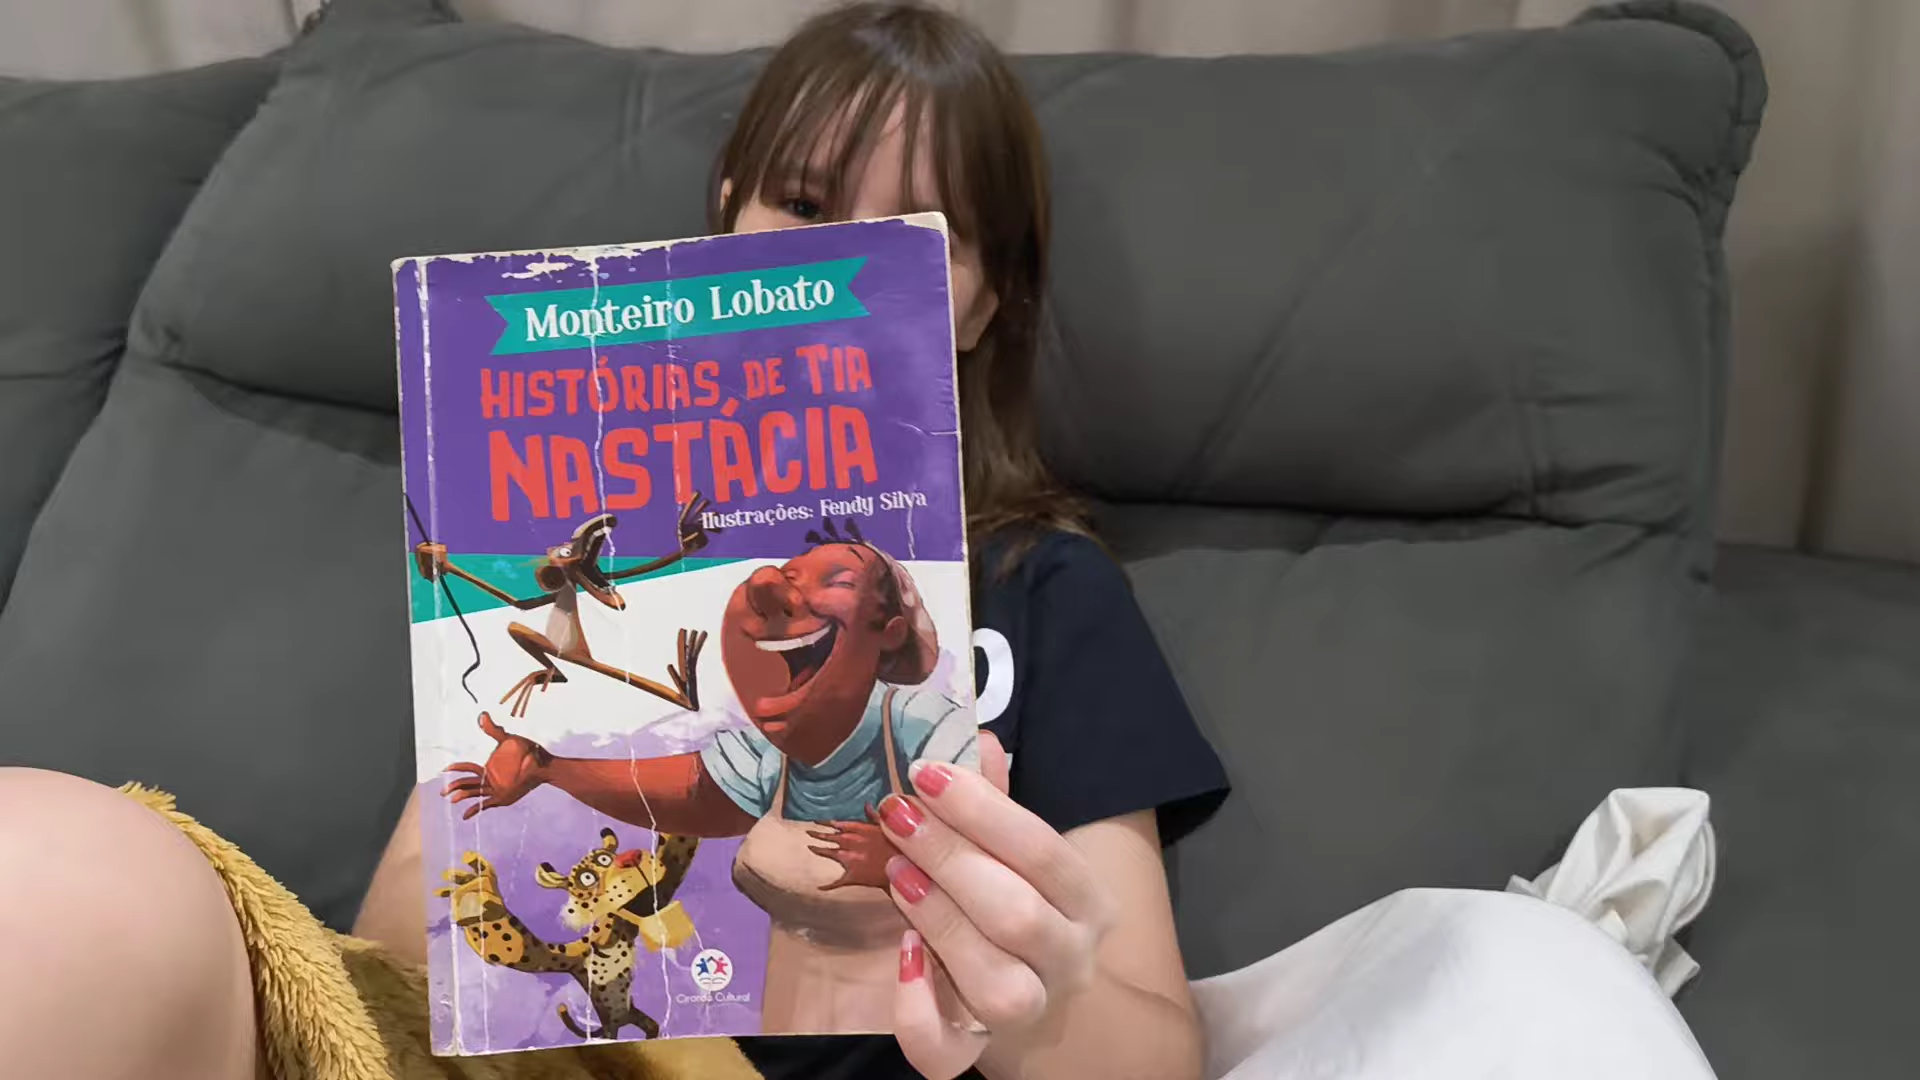 Monteiro Lobato
HISTÓRIAS DE TIA
NASTÁCIA
Ilustrações: Fendy Silva
Ciranda Cultural